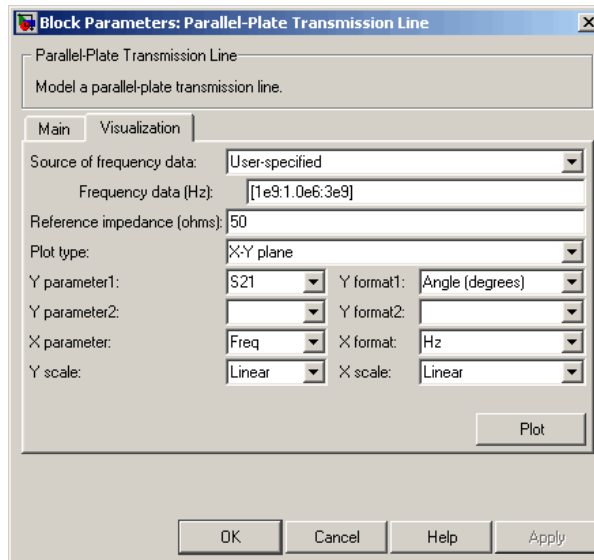 Block Parameters: Parallel-Plate Transmission Line
Parallel-Plate Transmission Line
Model a parallel-plate transmission line.
Main Visualization
Source of frequency data: User-specified
Frequency data (Hz): [1e9:1.0e6:3e9]
Reference impedance (ohms): 50
Plot type: X-Y plane
Y parameter1: S21 Y format1: Angle (degrees)
Y parameter2: Y format2:
X parameter: Freq X format: Hz
Y scale: Linear X scale: Linear
Plot
OK Cancel Help Apply